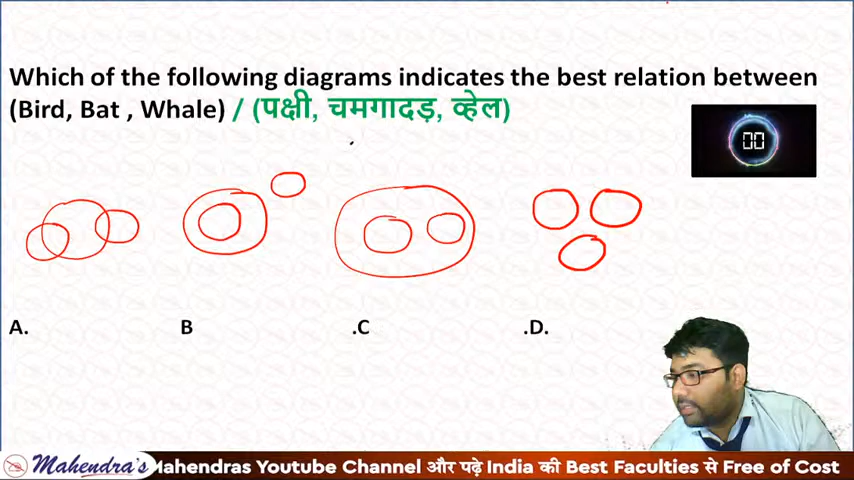 Which of the following diagrams indicates the best relation between
(Bird, Bat , Whale) / (पक्षी, चमगादड़, व्हेल)
00
A.
B
.C
.D.
Mahendra's
Mahendras Youtube Channel और पढ़े India की Best Faculties से Free of Cost